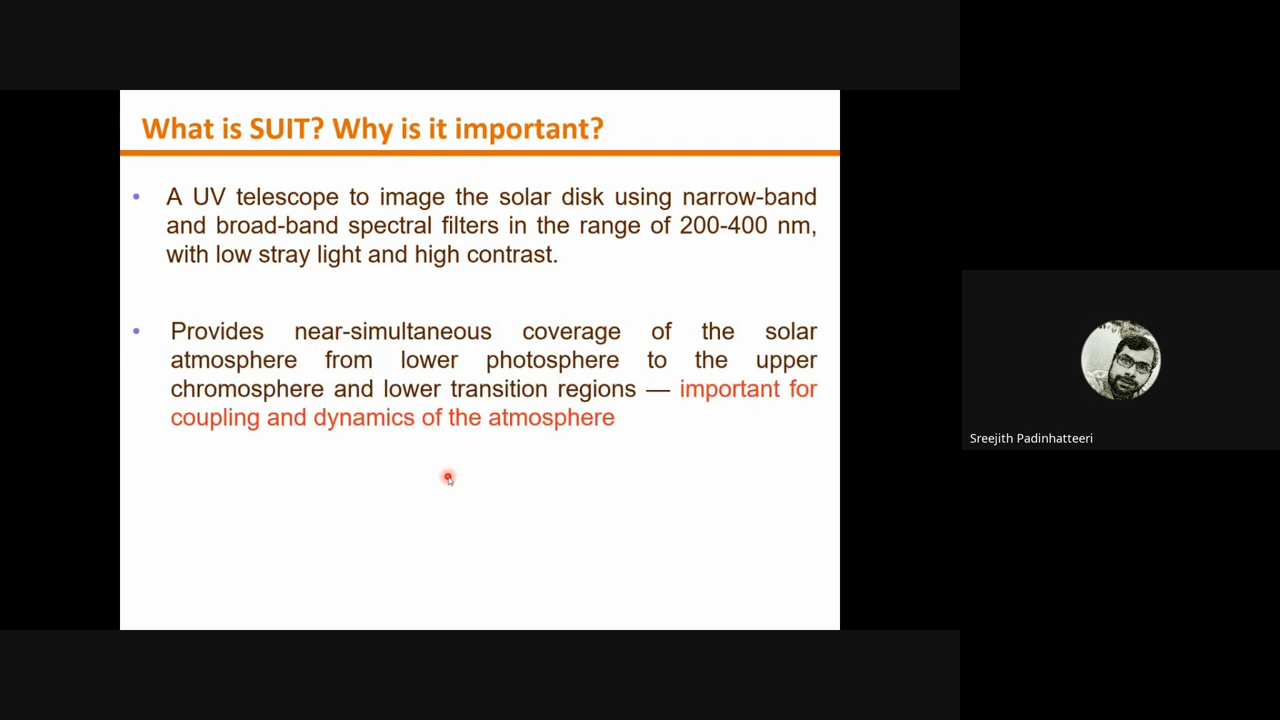 What is SUIT? Why is it important?
• A UV telescope to image the solar disk using narrow-band
and broad-band spectral filters in the range of 200-400 nm,
with low stray light and high contrast.
• Provides near-simultaneous coverage of the solar
atmosphere from lower photosphere to the upper
chromosphere and lower transition regions — important for
coupling and dynamics of the atmosphere
Sreejith Padinhatteeri